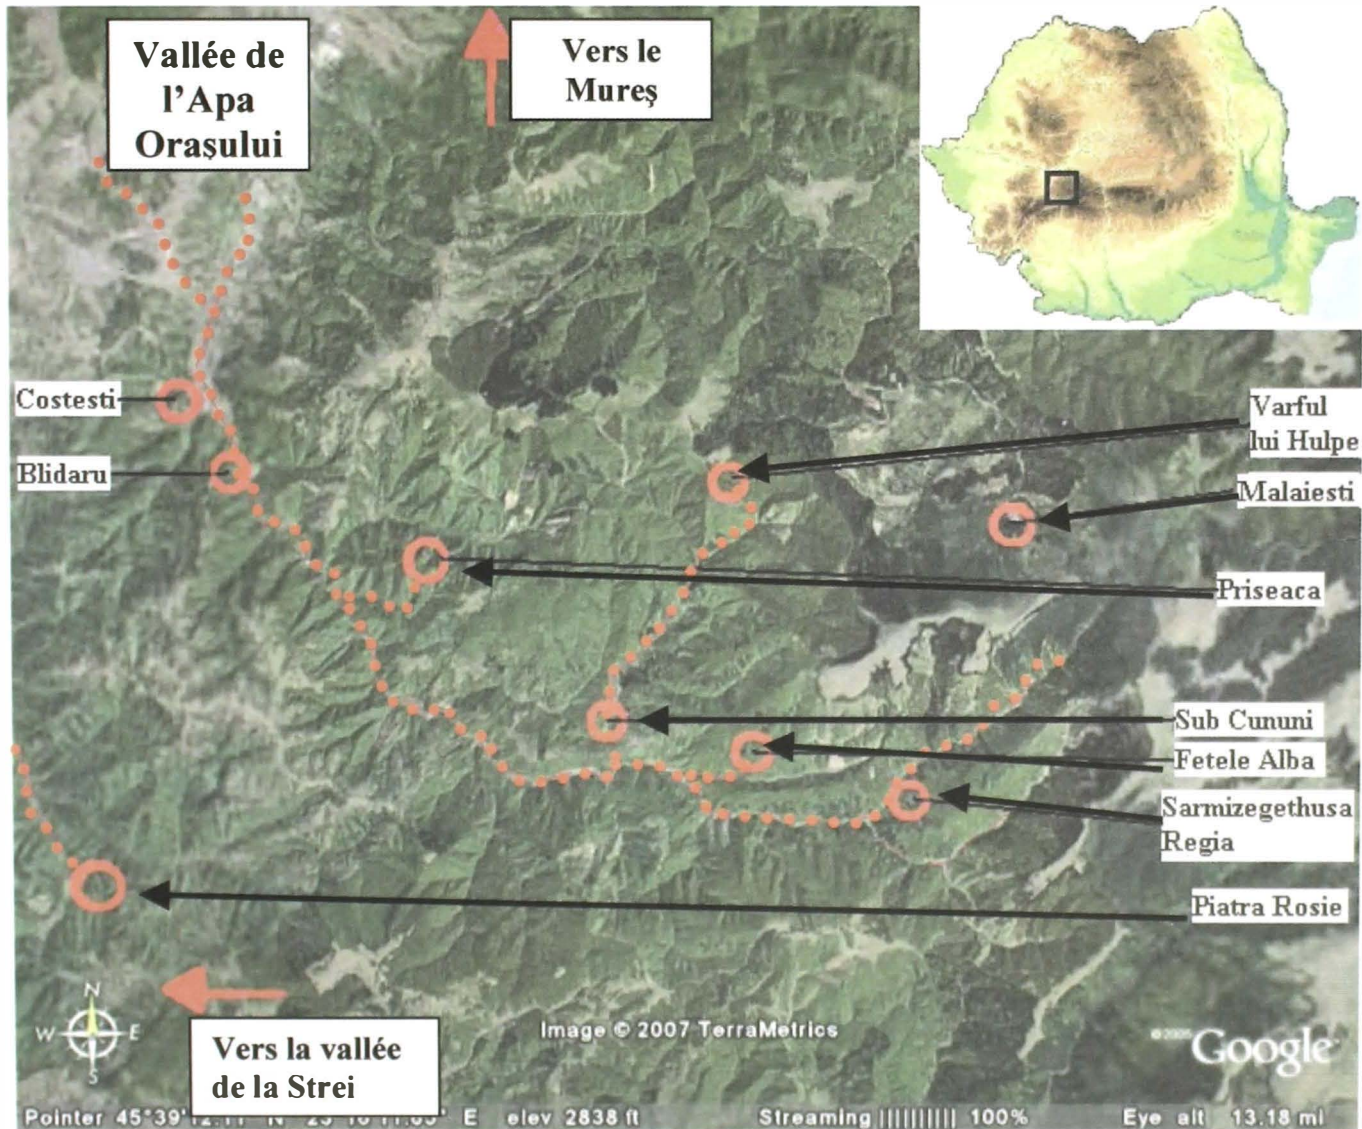 Vallée de
l'Apa
Oraşului
Vers le
Mureş
Costesti
Blidaru
Varful
lui Hulpe
Malaiesti
Priseaca
Sub Cununi
Fetele Alba
Sarmizegethusa
Regia
Piatra Rosie
N
W E
S
Vers la vallée
de la Strei
Image © 2007 TerraMetrics
Google
Pointer 45°39' N E elev 2838 ft Streaming |||||||||| 100% Eye alt 13.18 mi